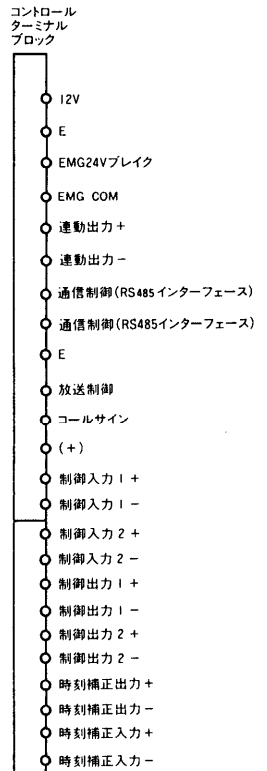 コントロール
ターミナル
ブロック
12V
E
EMG24Vブレイク
EMG COM
連動出力+
連動出力−
通信制御(RS485インターフェース)
通信制御(RS485インターフェース)
E
放送制御
コールサイン
(+)
制御入力1+
制御入力1−
制御入力2+
制御入力2−
制御出力1+
制御出力1−
制御出力2+
制御出力2−
時刻補正出力+
時刻補正出力−
時刻補正入力+
時刻補正入力−